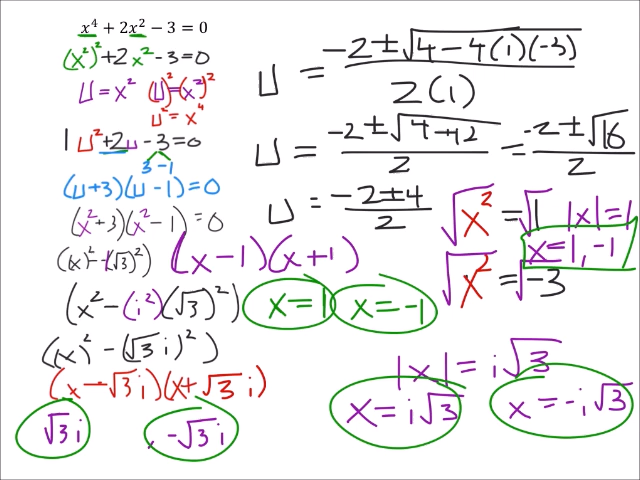 x⁴ + 2x² − 3 = 0
(x²)² + 2 x² - 3 = 0
u = x² (u)² = (x²)²
u² = x⁴
1 u² + 2u - 3 = 0
3 - 1
(u + 3)(u - 1) = 0
(x² + 3)(x² - 1) = 0
(x - 1)(x + 1)
x = 1 x = -1
(x² - (i²)(√3)²)
(x)² - (√3 i)²)
(x - √3 i)(x + √3 i)
√3 i , -√3 i
u = -2 ± √4 - 4(1)(-3) / 2(1)
u = -2 ± √4 + 12 / 2 = -2 ± √16 / 2
u = -2 ± 4 / 2
√x² = √1 |x| = 1
x = 1, -1
√x² = √-3
|x| = i√3
x = i√3 x = -i√3